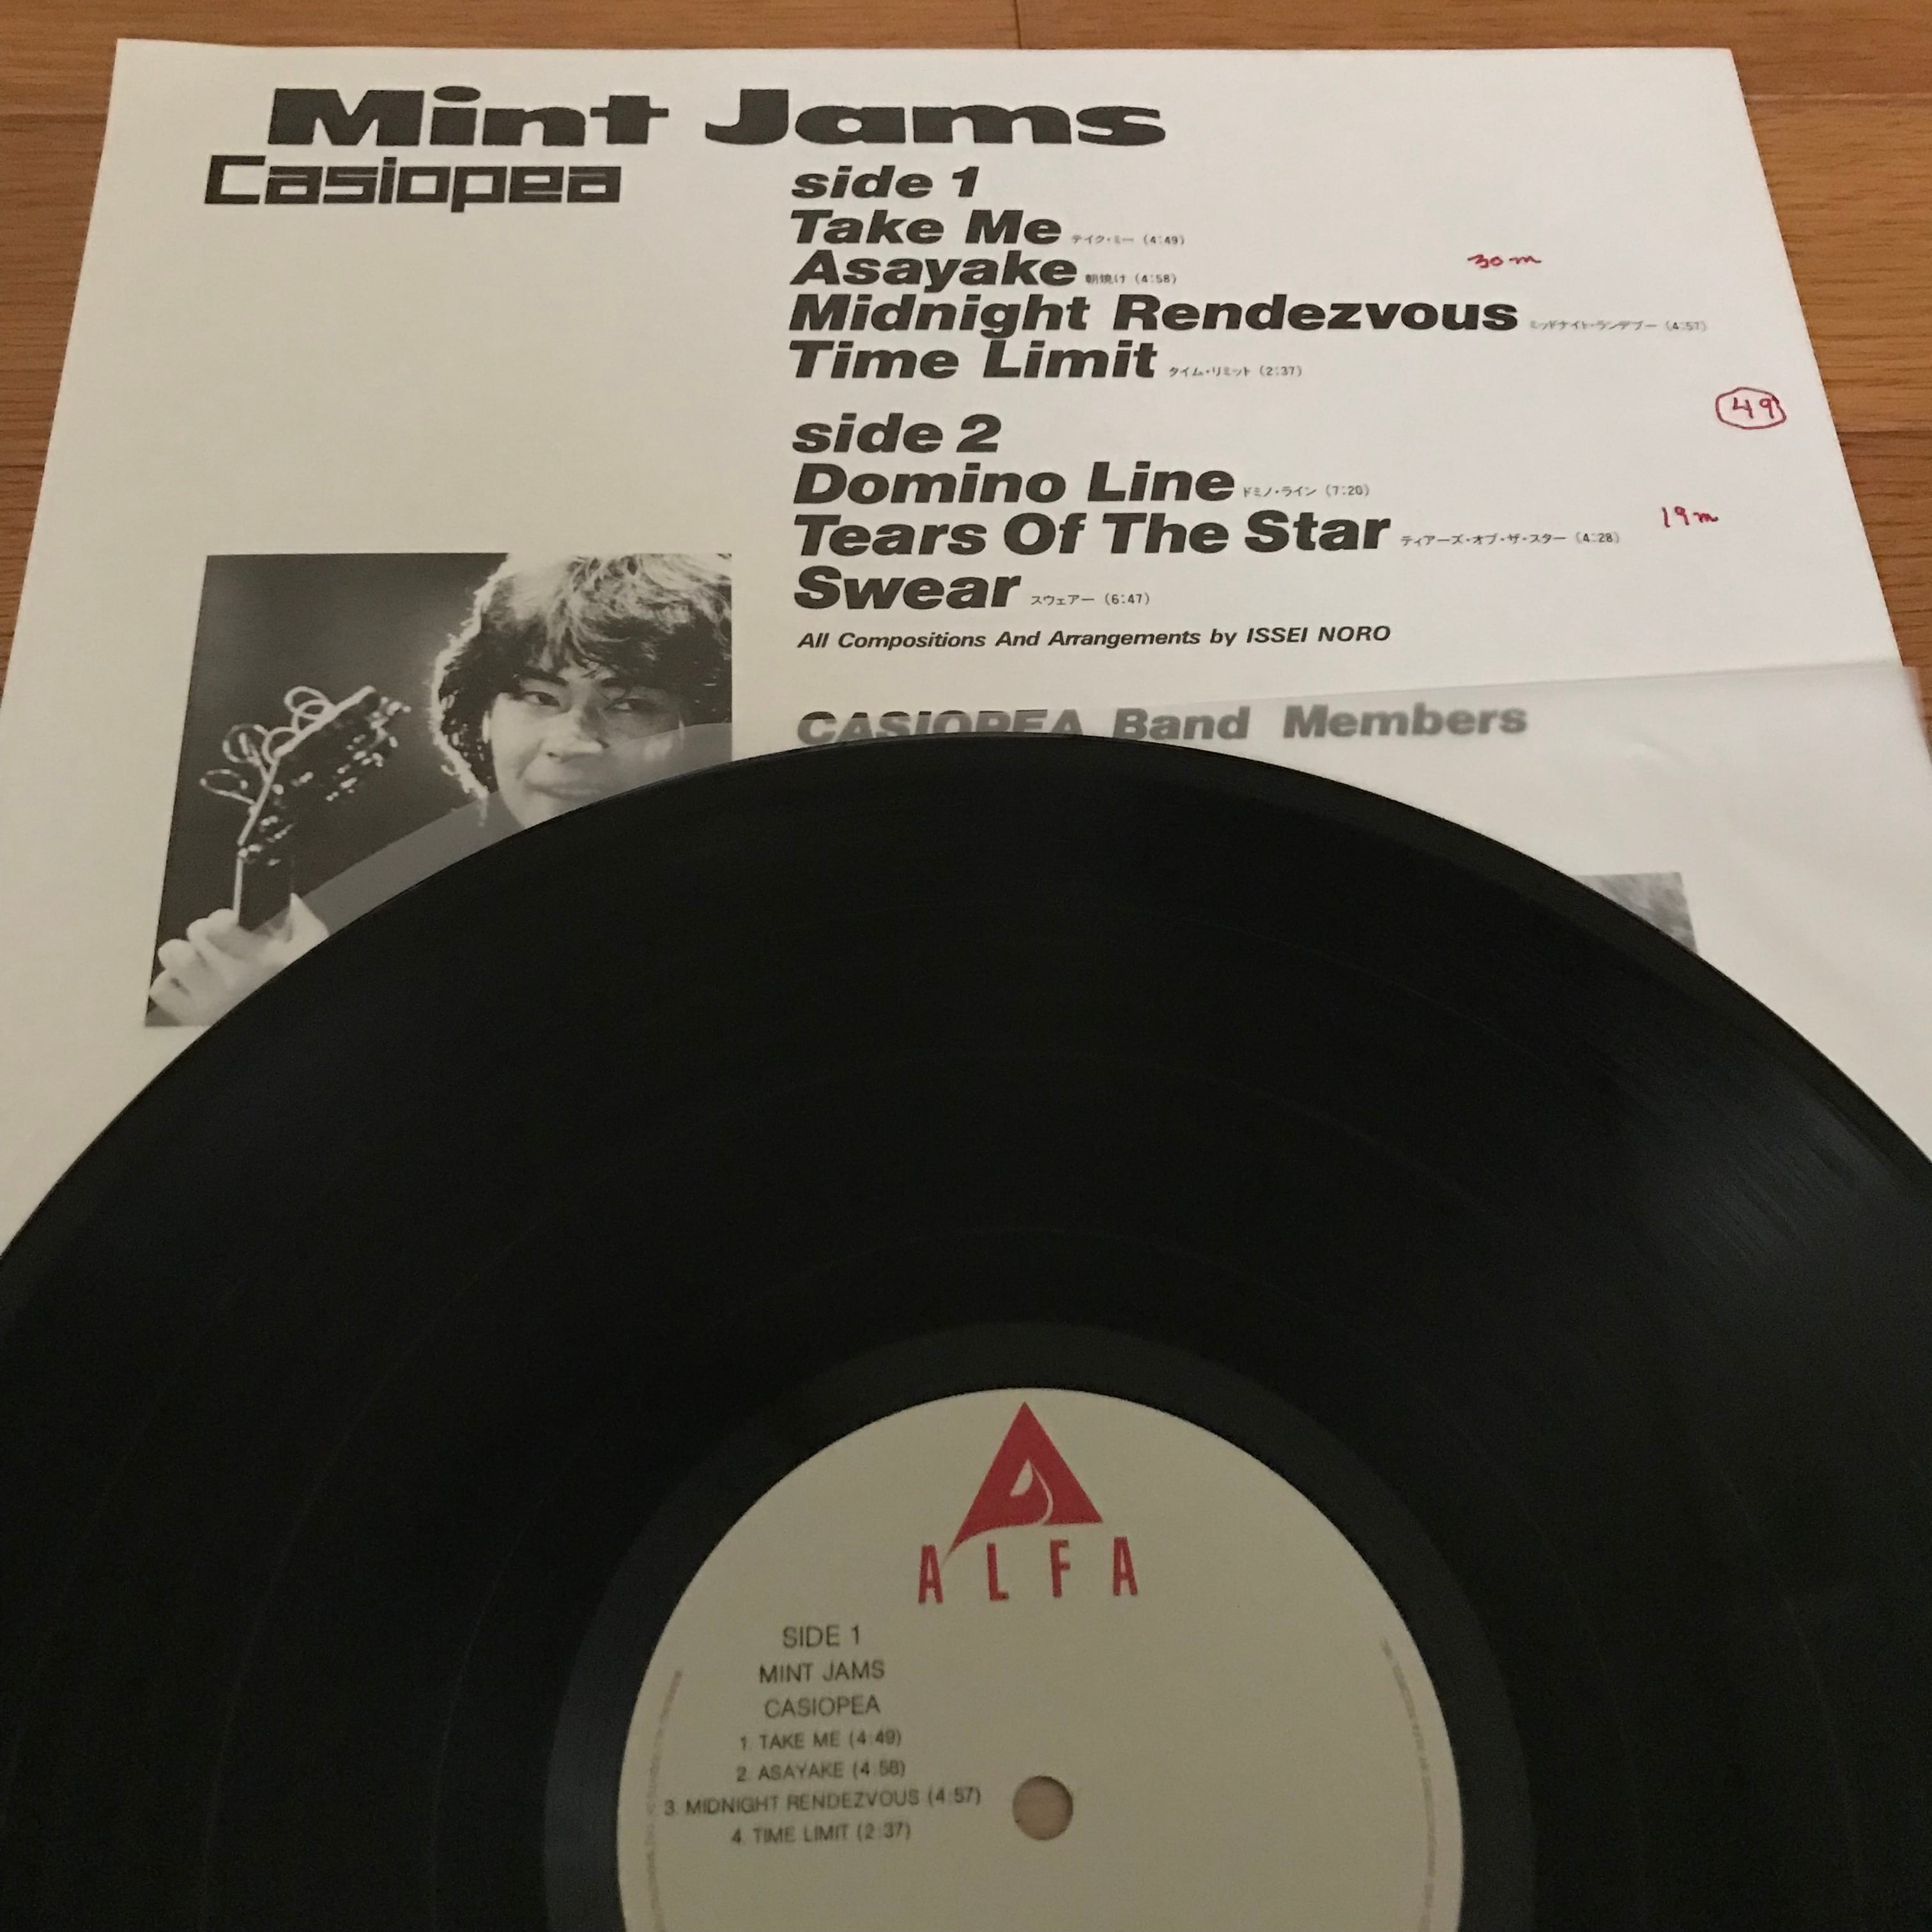 Mint Jams
Casiopea
side 1
Take Me テイク・ミー (4:49)
Asayake 朝焼け (4:58)
30 m
Midnight Rendezvous ミッドナイト・ランデブー (4:57)
Time Limit タイム・リミット (2:37)
49
side 2
Domino Line ドミノ・ライン (7:20)
Tears Of The Star ティアーズ・オブ・ザ・スター (4:28)
19 m
Swear スウェアー (6:47)
All Compositions And Arrangements by ISSEI NORO
CASIOPEA Band Members
ALFA
SIDE 1
MINT JAMS
CASIOPEA
1. TAKE ME (4:49)
2. ASAYAKE (4:58)
3. MIDNIGHT RENDEZVOUS (4:57)
4. TIME LIMIT (2:37)